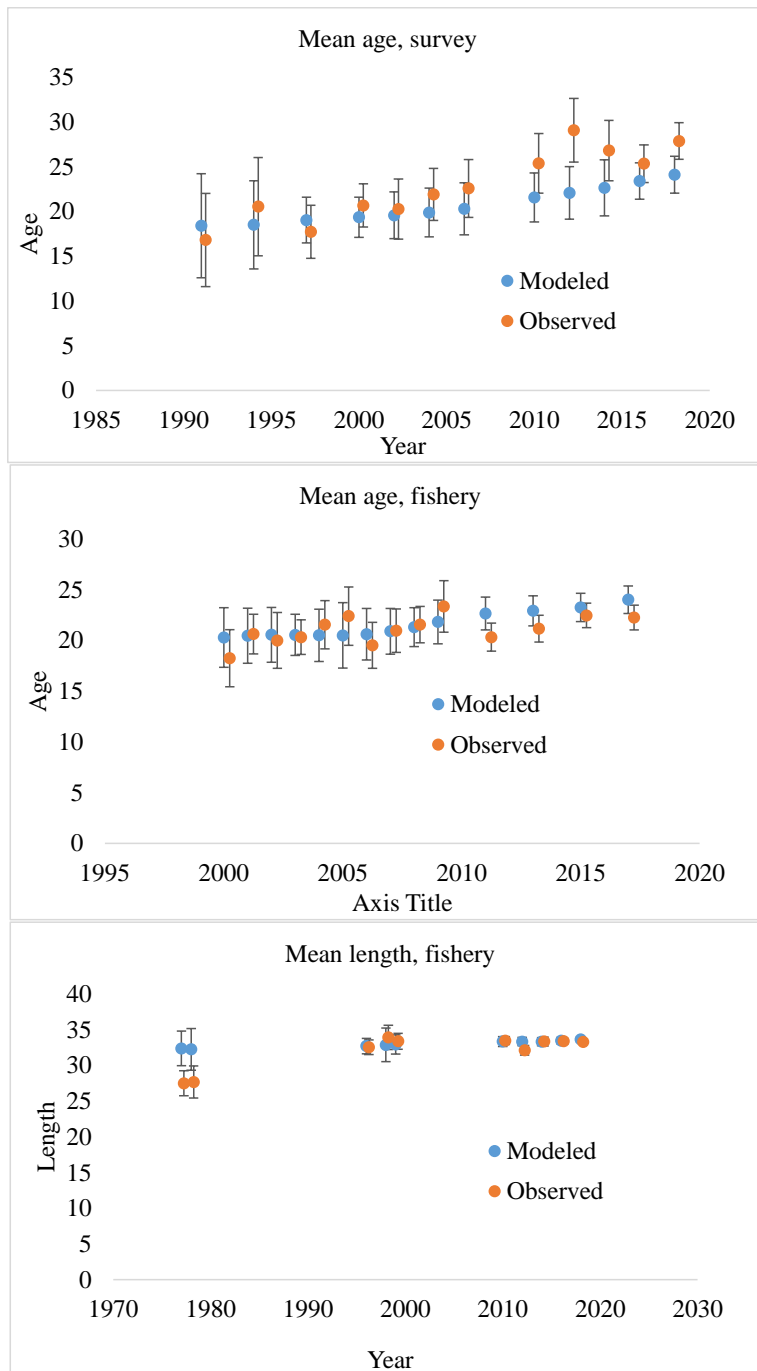 Mean age, survey
35
30
25
20
15
10
5
0
Age
Modeled
Observed
1985 1990 1995 2000 2005 2010 2015 2020
Year
Mean age, fishery
30
25
20
15
10
5
0
Age
Modeled
Observed
1995 2000 2005 2010 2015 2020
Axis Title
Mean length, fishery
40
35
30
25
20
15
10
5
0
Length
Modeled
Observed
1970 1980 1990 2000 2010 2020 2030
Year